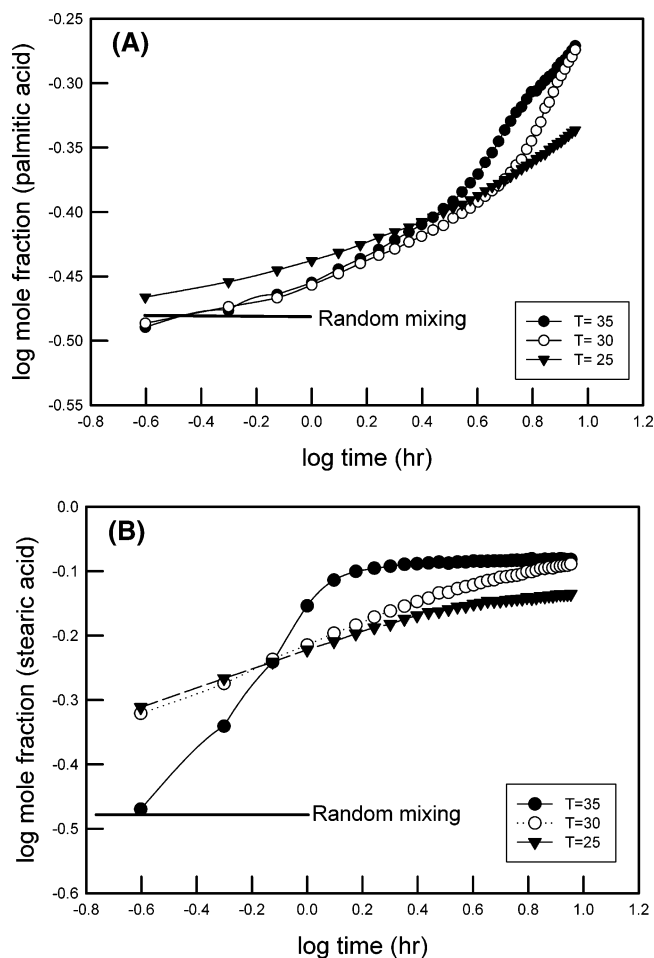 (A)
log mole fraction (palmitic acid)
-0.25
-0.30
-0.35
-0.40
-0.45
-0.50
-0.55
Random mixing
T= 35
T= 30
T= 25
-0.8 -0.6 -0.4 -0.2 0.0 0.2 0.4 0.6 0.8 1.0 1.2
log time (hr)
(B)
log mole fraction (stearic acid)
0.0
-0.1
-0.2
-0.3
-0.4
-0.5
-0.6
Random mixing
T=35
T=30
T=25
-0.8 -0.6 -0.4 -0.2 0.0 0.2 0.4 0.6 0.8 1.0 1.2
log time (hr)